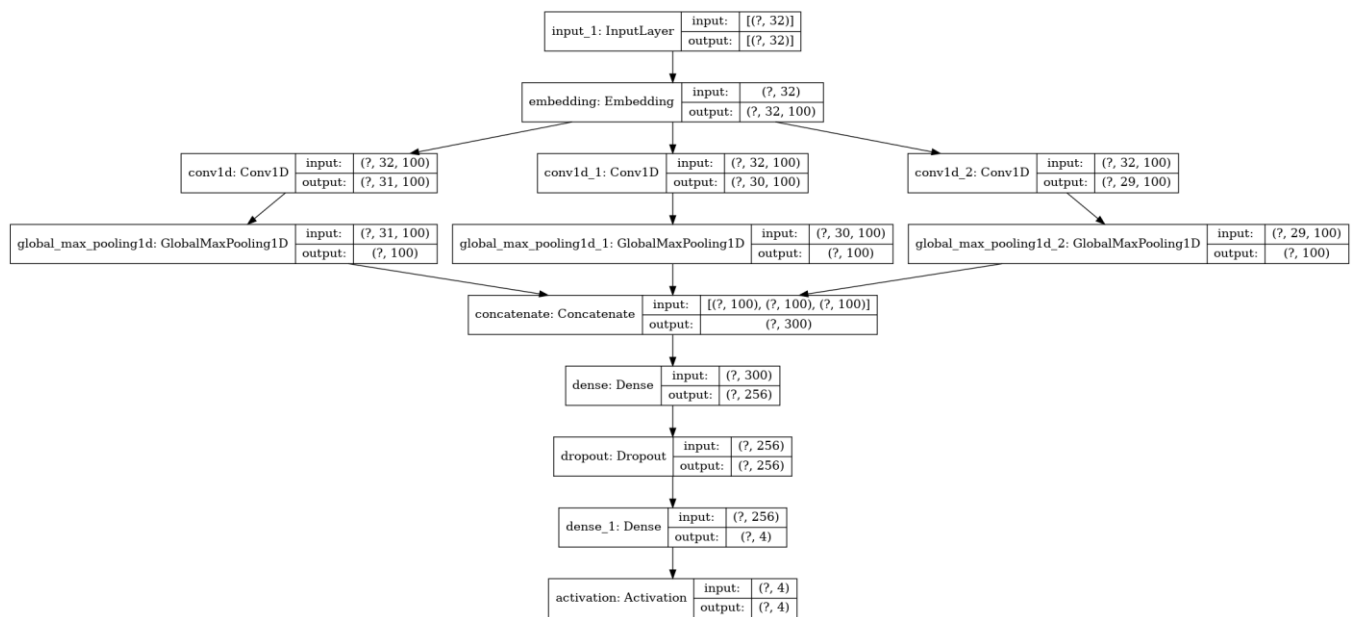 input_1: InputLayer
input: [(?, 32)]
output: [(?, 32)]
embedding: Embedding
input: (?, 32)
output: (?, 32, 100)
conv1d: Conv1D
input: (?, 32, 100)
output: (?, 31, 100)
conv1d_1: Conv1D
input: (?, 32, 100)
output: (?, 30, 100)
conv1d_2: Conv1D
input: (?, 32, 100)
output: (?, 29, 100)
global_max_pooling1d: GlobalMaxPooling1D
input: (?, 31, 100)
output: (?, 100)
global_max_pooling1d_1: GlobalMaxPooling1D
input: (?, 30, 100)
output: (?, 100)
global_max_pooling1d_2: GlobalMaxPooling1D
input: (?, 29, 100)
output: (?, 100)
concatenate: Concatenate
input: [(?, 100), (?, 100), (?, 100)]
output: (?, 300)
dense: Dense
input: (?, 300)
output: (?, 256)
dropout: Dropout
input: (?, 256)
output: (?, 256)
dense_1: Dense
input: (?, 256)
output: (?, 4)
activation: Activation
input: (?, 4)
output: (?, 4)